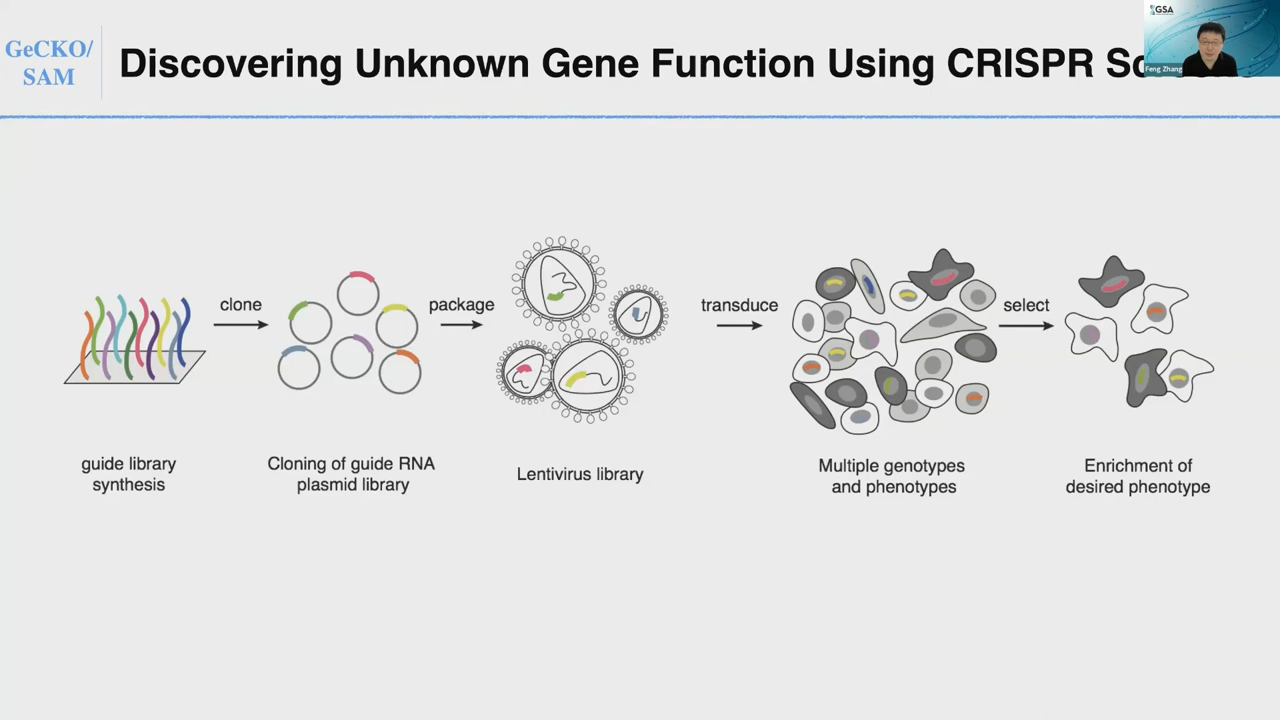 GeCKO/
SAM
Discovering Unknown Gene Function Using CRISPR
GSA
Feng Zhang
clone
package
transduce
select
guide library
synthesis
Cloning of guide RNA
plasmid library
Lentivirus library
Multiple genotypes
and phenotypes
Enrichment of
desired phenotype